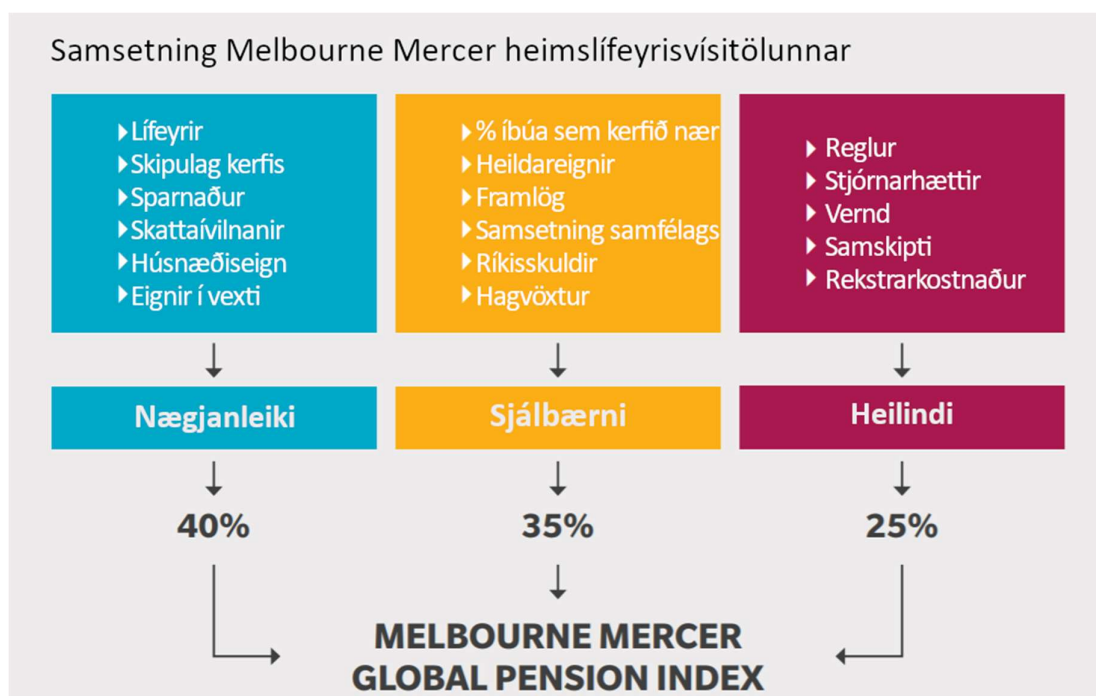 Samsetning Melbourne Mercer heimslífeyrisvísitölunnar
Lífeyrir
Skipulag kerfis
Sparnaður
Skattaívilnanir
Húsnæðiseign
Eignir í vexti
Nægjanleiki
40%
% íbúa sem kerfið nær
Heildareignir
Framlög
Samsetning samfélags
Ríkisskuldir
Hagvöxtur
Sjálbærni
35%
Reglur
Stjórnarhættir
Vernd
Samskipti
Rekstrarkostnaður
Heilindi
25%
MELBOURNE MERCER
GLOBAL PENSION INDEX